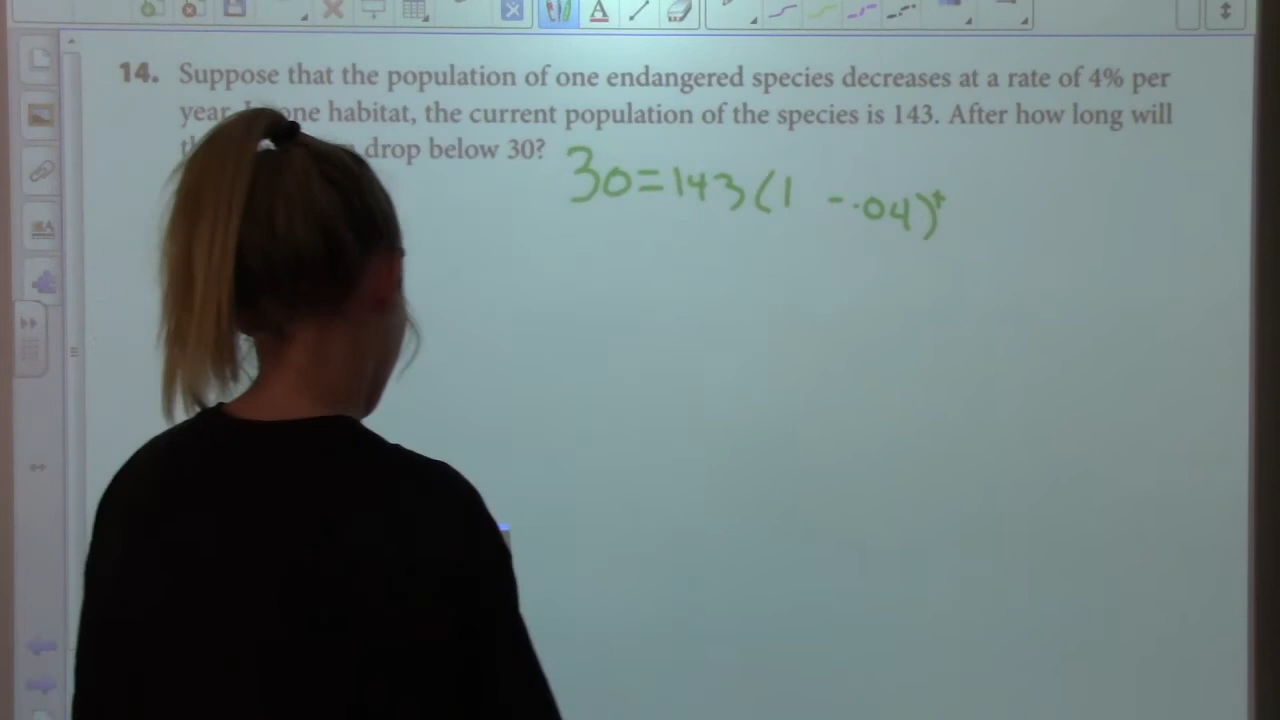 14. Suppose that the population of one endangered species decreases at a rate of 4% per
year. one habitat, the current population of the species is 143. After how long will
drop below 30?
30=143(1 -.04)^t